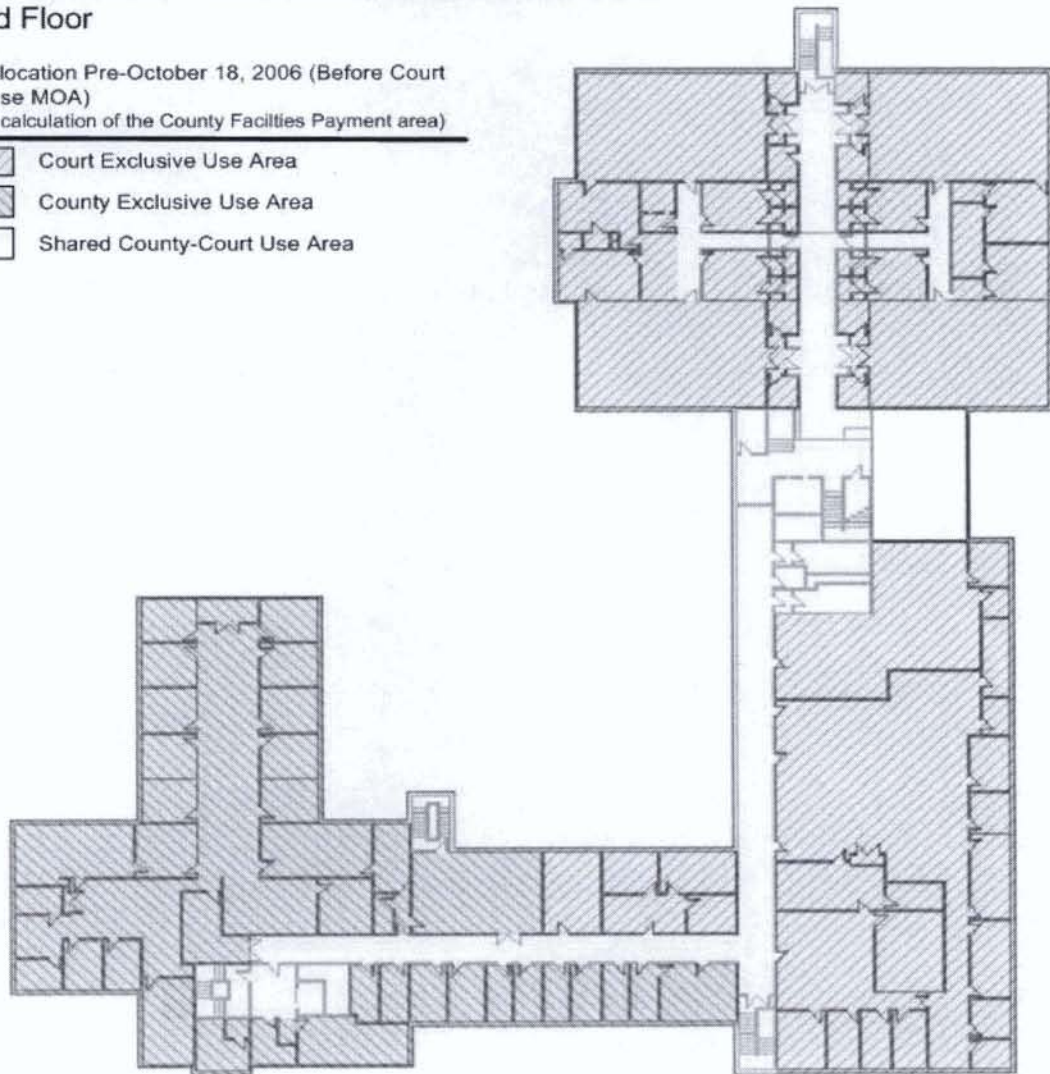 d Floor
location Pre-October 18, 2006 (Before Court
se MOA)
calculation of the County Facilties Payment area)
Court Exclusive Use Area
County Exclusive Use Area
Shared County-Court Use Area